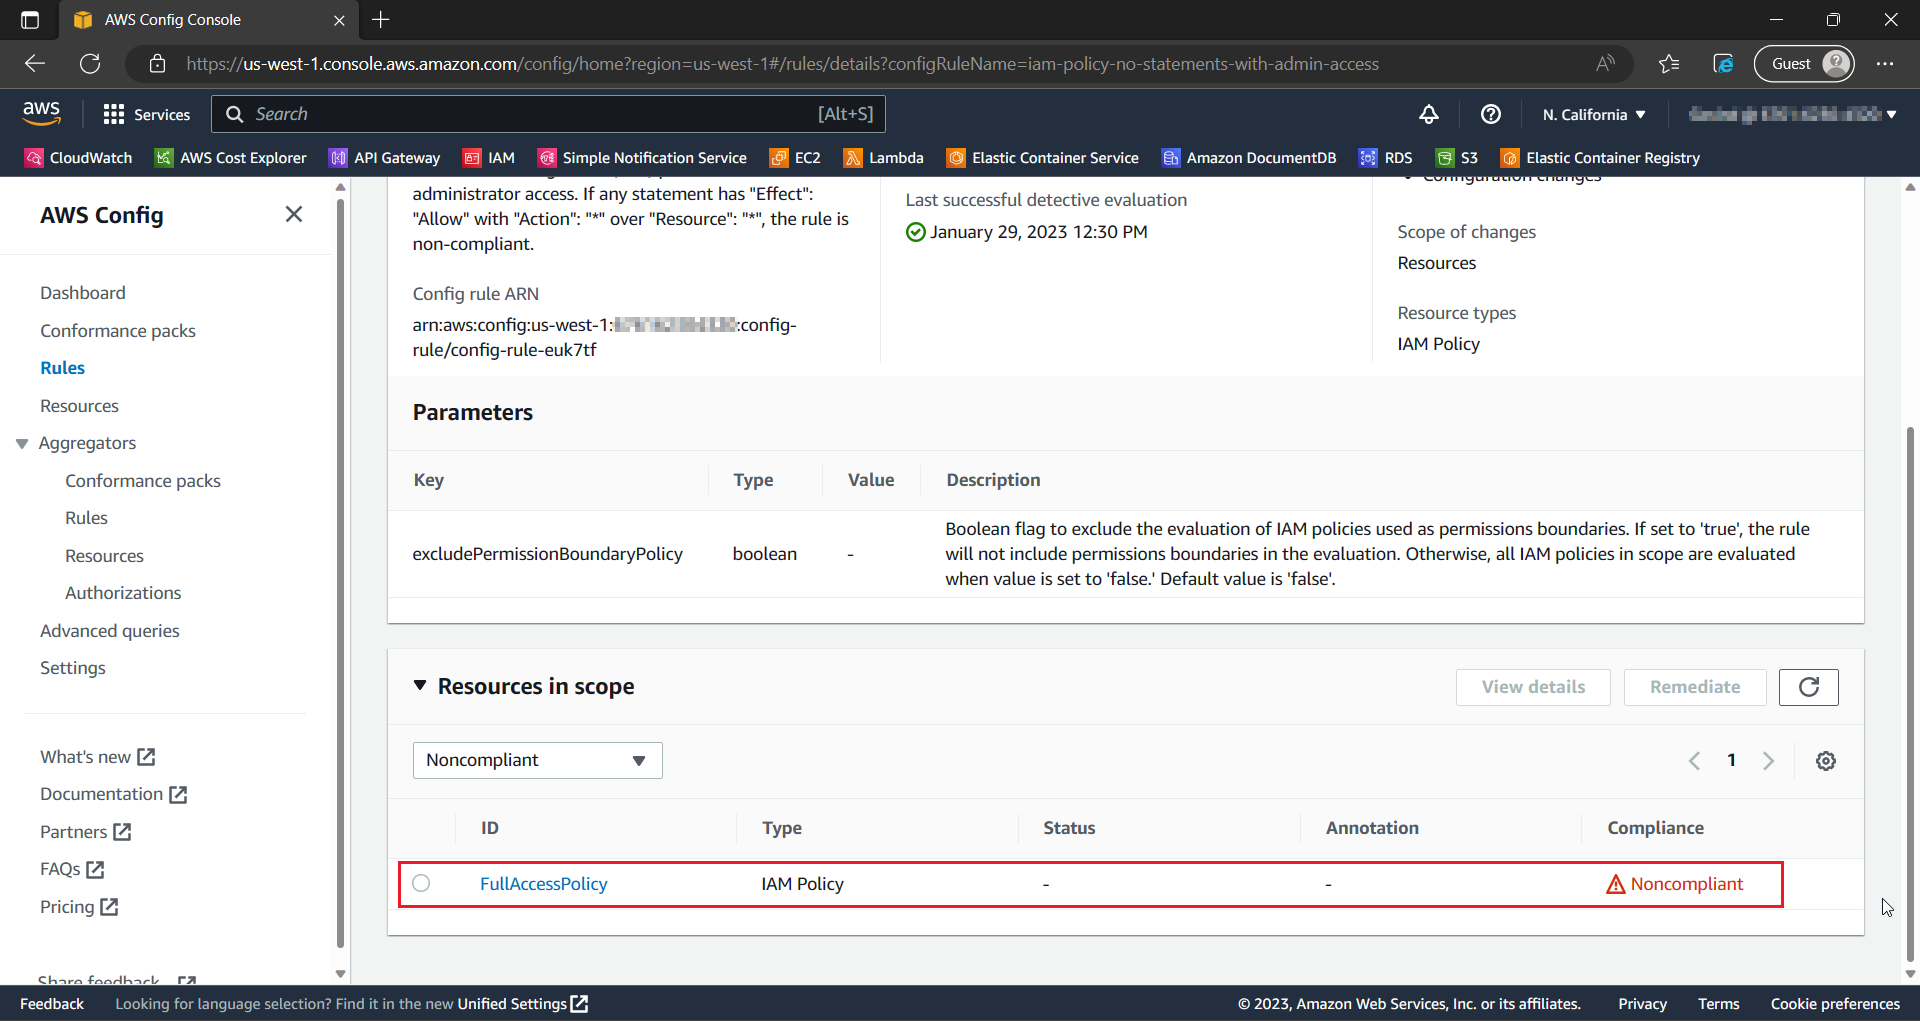 AWS Config Console
https://us-west-1.console.aws.amazon.com/config/home?region=us-west-1#/rules/details?configRuleName=iam-policy-no-statements-with-admin-access
Guest
aws
Services
Search
[Alt+S]
N. California
CloudWatch
AWS Cost Explorer
API Gateway
IAM
Simple Notification Service
EC2
Lambda
Elastic Container Service
Amazon DocumentDB
RDS
S3
Elastic Container Registry
AWS Config
Dashboard
Conformance packs
Rules
Resources
Aggregators
Conformance packs
Rules
Resources
Authorizations
Advanced queries
Settings
What's new
Documentation
Partners
FAQs
Pricing
Share feedback
administrator access. If any statement has "Effect":
"Allow" with "Action": "*" over "Resource": "*", the rule is
non-compliant.
Config rule ARN
arn:aws:config:us-west-1: :config-
rule/config-rule-euk7tf
Last successful detective evaluation
January 29, 2023 12:30 PM
Configuration changes
Scope of changes
Resources
Resource types
IAM Policy
Parameters
Key
Type
Value
Description
excludePermissionBoundaryPolicy
boolean
-
Boolean flag to exclude the evaluation of IAM policies used as permissions boundaries. If set to 'true', the rule
will not include permissions boundaries in the evaluation. Otherwise, all IAM policies in scope are evaluated
when value is set to 'false.' Default value is 'false'.
Resources in scope
View details
Remediate
Noncompliant
1
ID
Type
Status
Annotation
Compliance
FullAccessPolicy
IAM Policy
-
-
Noncompliant
Feedback
Looking for language selection? Find it in the new Unified Settings
© 2023, Amazon Web Services, Inc. or its affiliates.
Privacy
Terms
Cookie preferences